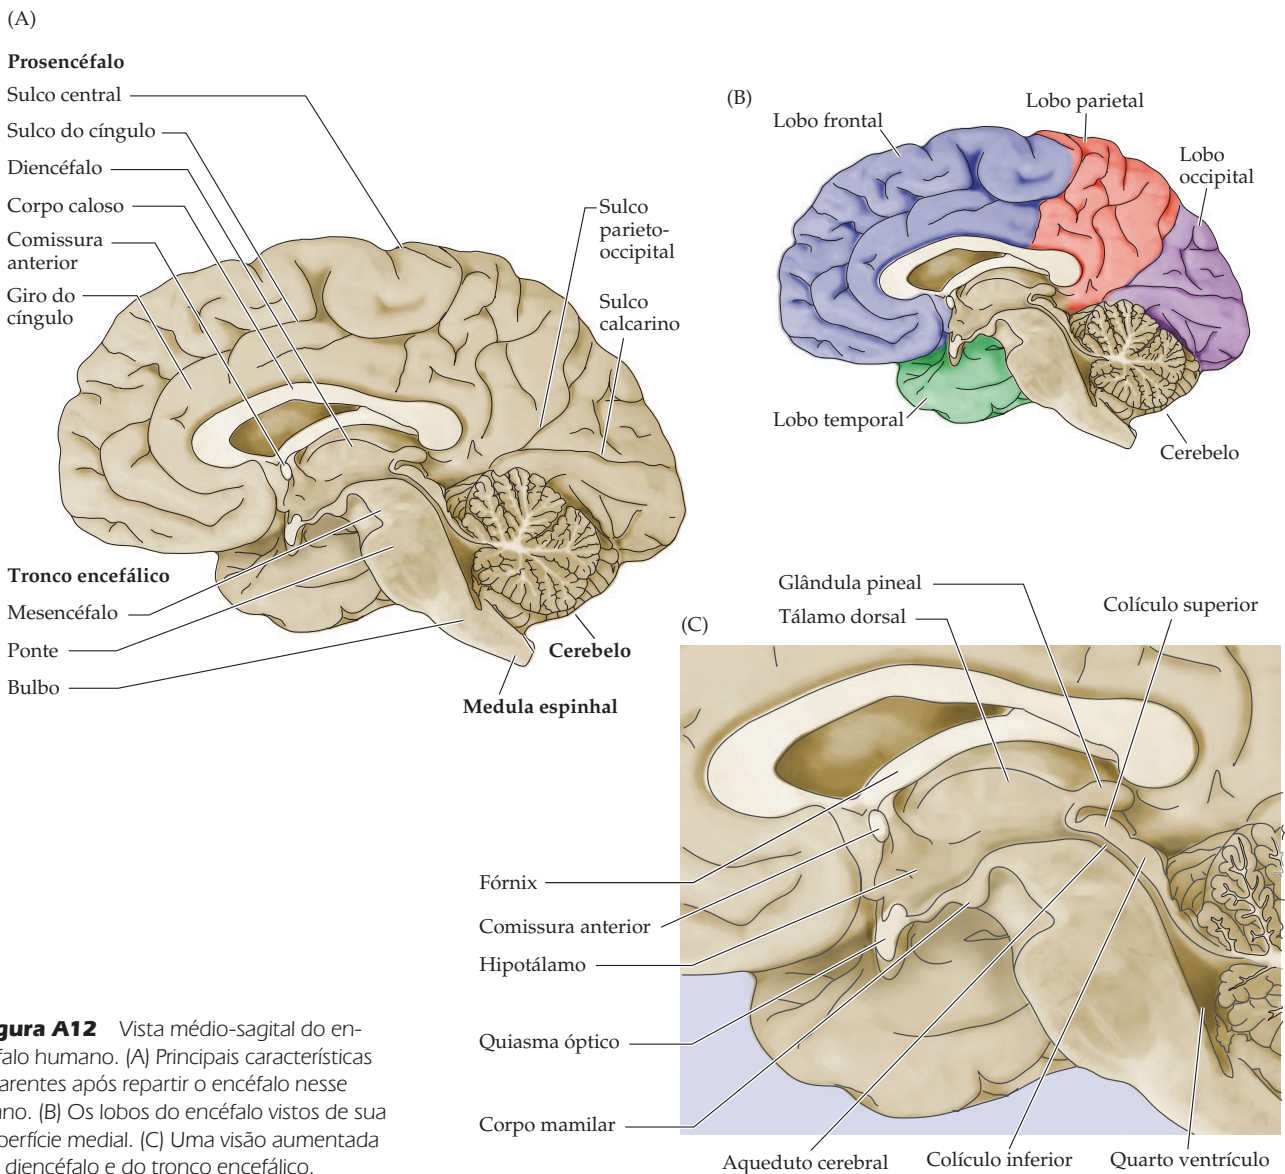 (A)
Prosencéfalo
Sulco central
Sulco do cíngulo
Diencéfalo
Corpo caloso
Comissura
anterior
Giro do
cíngulo
Sulco
parieto-
occipital
Sulco
calcarino
Tronco encefálico
Mesencéfalo
Ponte
Bulbo
Cerebelo
Medula espinhal
(B)
Lobo frontal
Lobo parietal
Lobo
occipital
Lobo temporal
Cerebelo
(C)
Glândula pineal
Tálamo dorsal
Colículo superior
Fórnix
Comissura anterior
Hipotálamo
Quiasma óptico
Corpo mamilar
Aqueduto cerebral
Colículo inferior
Quarto ventrículo
gura A12 Vista médio-sagital do en-
falo humano. (A) Principais características
arentes após repartir o encéfalo nesse
ano. (B) Os lobos do encéfalo vistos de sua
perfície medial. (C) Uma visão aumentada
diencéfalo e do tronco encefálico.